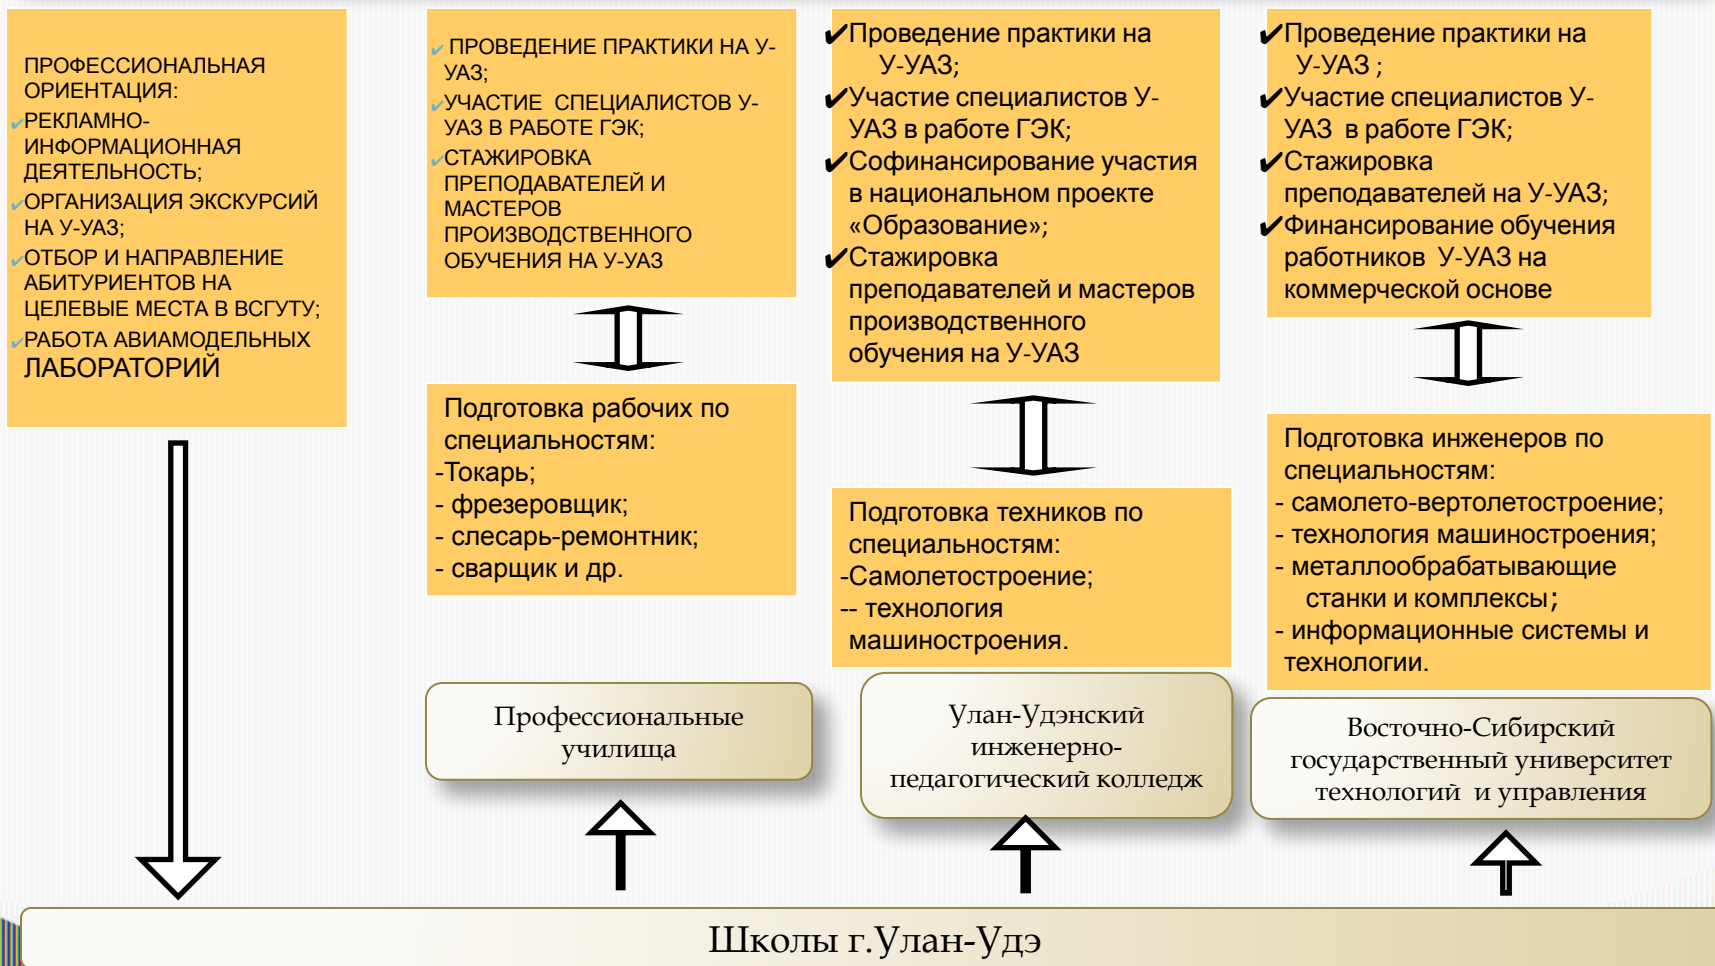 ПРОФЕССИОНАЛЬНАЯ
ОРИЕНТАЦИЯ:
✓РЕКЛАМНО-
ИНФОРМАЦИОННАЯ
ДЕЯТЕЛЬНОСТЬ;
✓ОРГАНИЗАЦИЯ ЭКСКУРСИЙ
НА У-УАЗ;
✓ОТБОР И НАПРАВЛЕНИЕ
АБИТУРИЕНТОВ НА
ЦЕЛЕВЫЕ МЕСТА В ВСГУТУ;
✓РАБОТА АВИАМОДЕЛЬНЫХ
ЛАБОРАТОРИЙ
✓ ПРОВЕДЕНИЕ ПРАКТИКИ НА У-
УАЗ;
✓УЧАСТИЕ СПЕЦИАЛИСТОВ У-
УАЗ В РАБОТЕ ГЭК;
✓СТАЖИРОВКА
ПРЕПОДАВАТЕЛЕЙ И
МАСТЕРОВ
ПРОИЗВОДСТВЕННОГО
ОБУЧЕНИЯ НА У-УАЗ
Подготовка рабочих по
специальностям:
-Токарь;
- фрезеровщик;
- слесарь-ремонтник;
- сварщик и др.
Профессиональные
училища
✓Проведение практики на
У-УАЗ;
✓Участие специалистов У-
УАЗ в работе ГЭК;
✓Софинансирование участия
в национальном проекте
«Образование»;
✓Стажировка
преподавателей и мастеров
производственного
обучения на У-УАЗ
Подготовка техников по
специальностям:
-Самолетостроение;
-- технология
машиностроения.
Улан-Удэнский
инженерно-
педагогический колледж
✓Проведение практики на
У-УАЗ ;
✓Участие специалистов У-
УАЗ в работе ГЭК;
✓Стажировка
преподавателей на У-УАЗ;
✓Финансирование обучения
работников У-УАЗ на
коммерческой основе
Подготовка инженеров по
специальностям:
- самолето-вертолетостроение;
- технология машиностроения;
- металлообрабатывающие
станки и комплексы;
- информационные системы и
технологии.
Восточно-Сибирский
государственный университет
технологий и управления
Школы г.Улан-Удэ